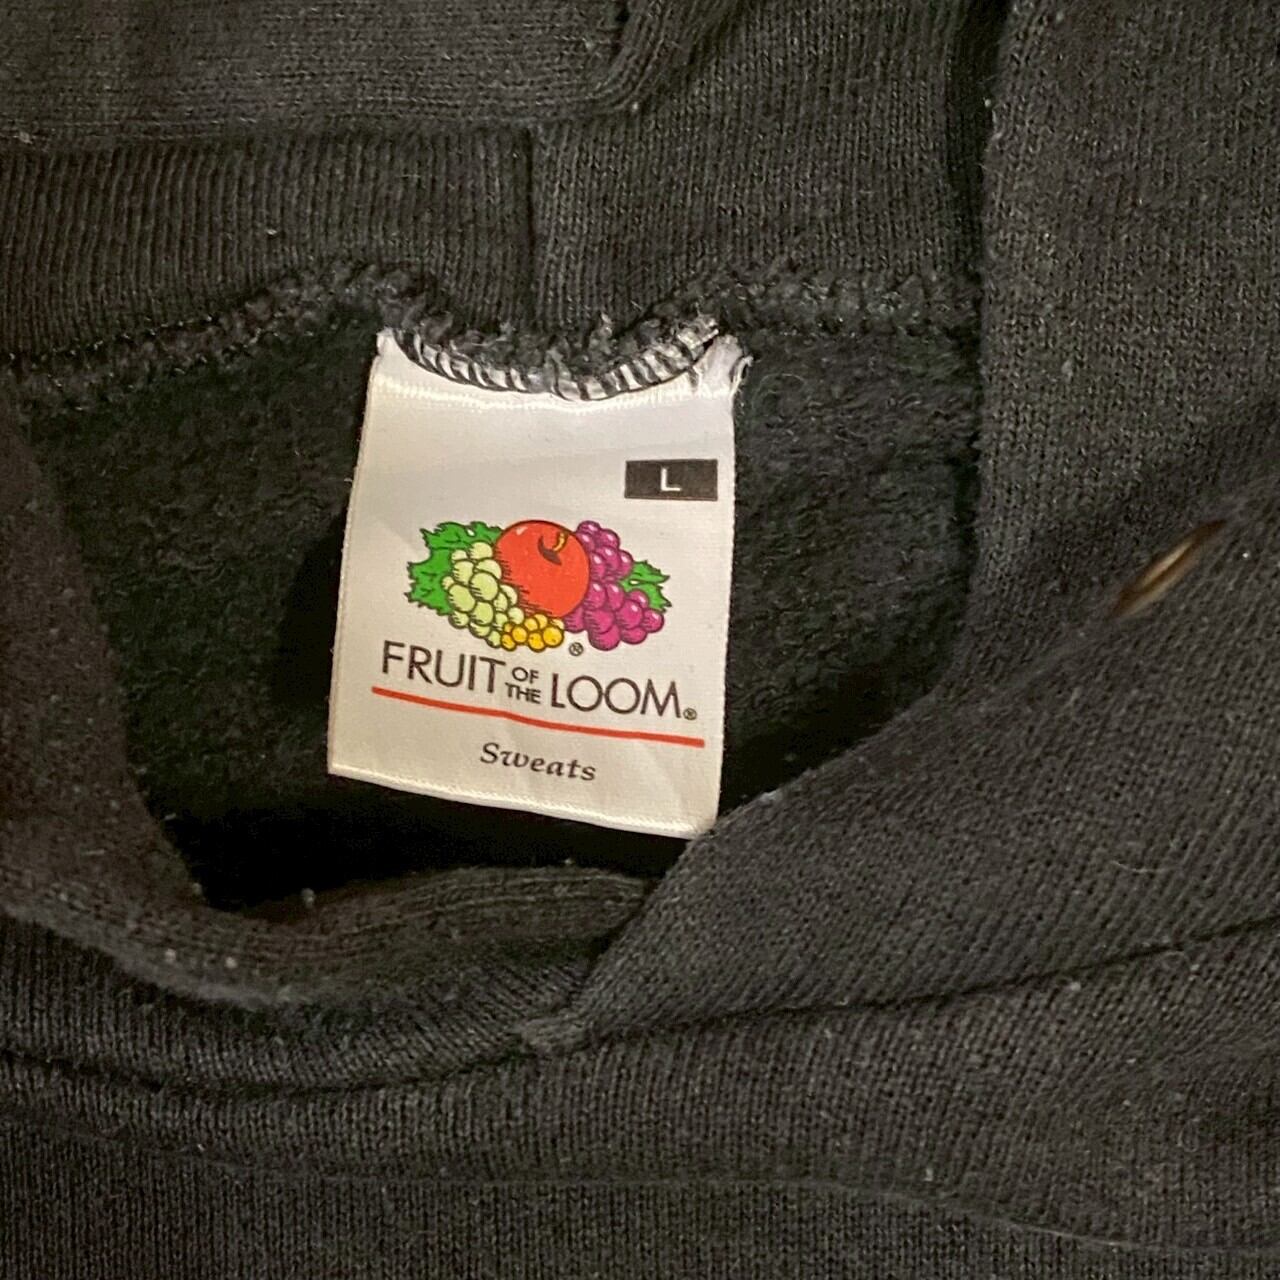 L
®
FRUIT OF THE LOOM®
Sweats